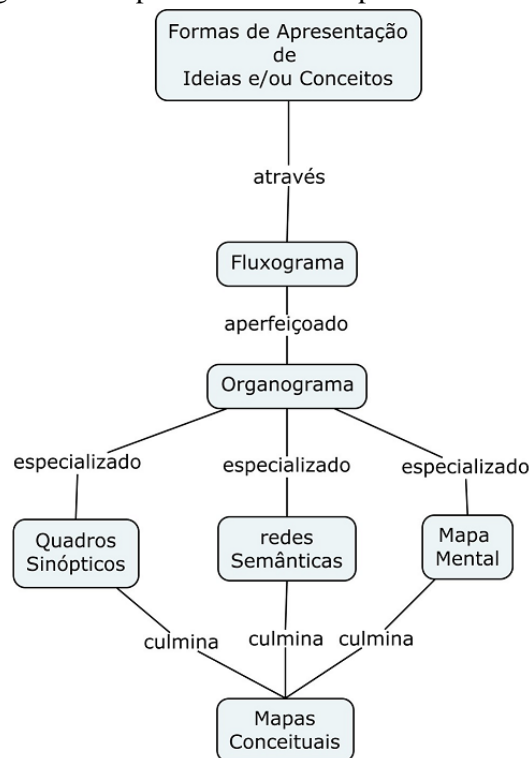 Formas de Apresentação
de
Ideias e/ou Conceitos
através
Fluxograma
aperfeiçoado
Organograma
especializado
especializado
especializado
Quadros
Sinópticos
redes
Semânticas
Mapa
Mental
culmina
culmina
culmina
Mapas
Conceituais